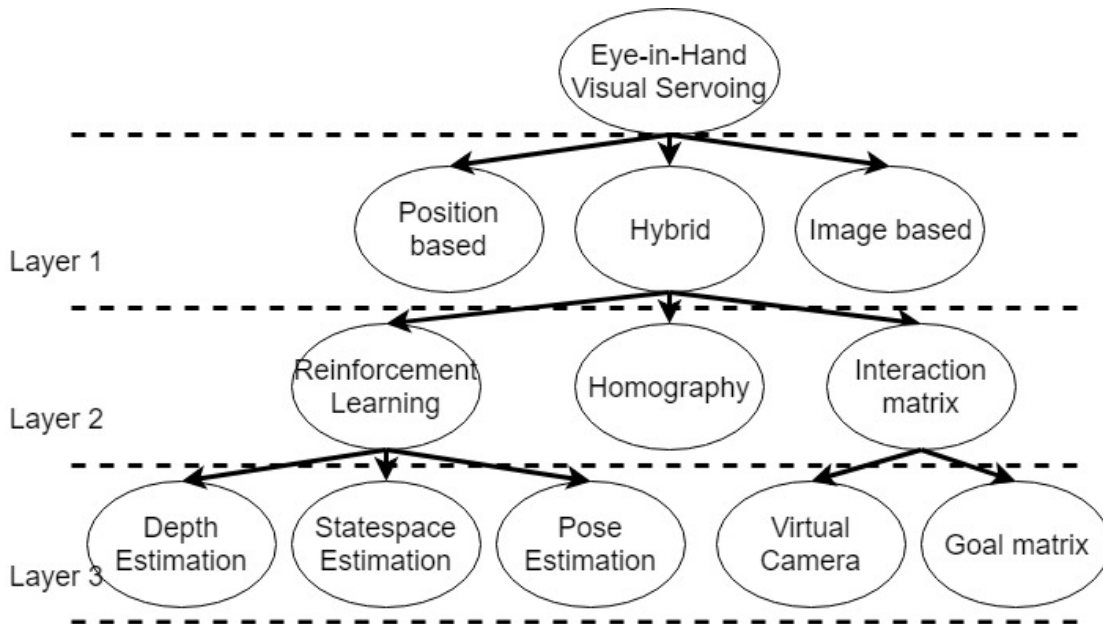 Eye-in-Hand
Visual Servoing
Position
based
Hybrid
Image based
Layer 1
Reinforcement
Learning
Homography
Interaction
matrix
Layer 2
Depth
Estimation
Statespace
Estimation
Pose
Estimation
Virtual
Camera
Goal matrix
Layer 3